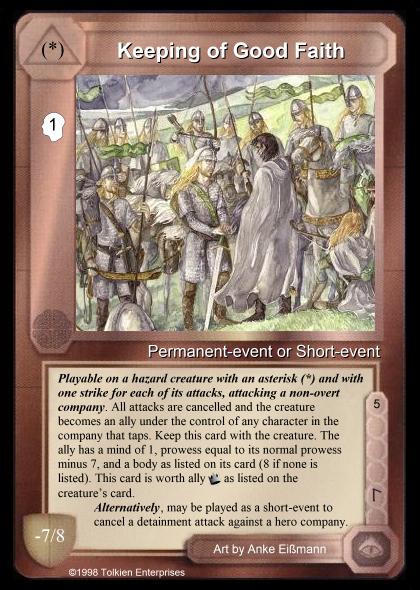 (*)
Keeping of Good Faith
1
Permanent-event or Short-event
Playable on a hazard creature with an asterisk (*) and with
one strike for each of its attacks, attacking a non-overt
company. All attacks are cancelled and the creature
becomes an ally under the control of any character in the
company that taps. Keep this card with the creature. The
ally has a mind of 1, prowess equal to its normal prowess
minus 7, and a body as listed on its card (8 if none is
listed). This card is worth ally as listed on the
creature's card.
Alternatively, may be played as a short-event to
cancel a detainment attack against a hero company.
5
-7/8
Art by Anke Eißmann
©1998 Tolkien Enterprises